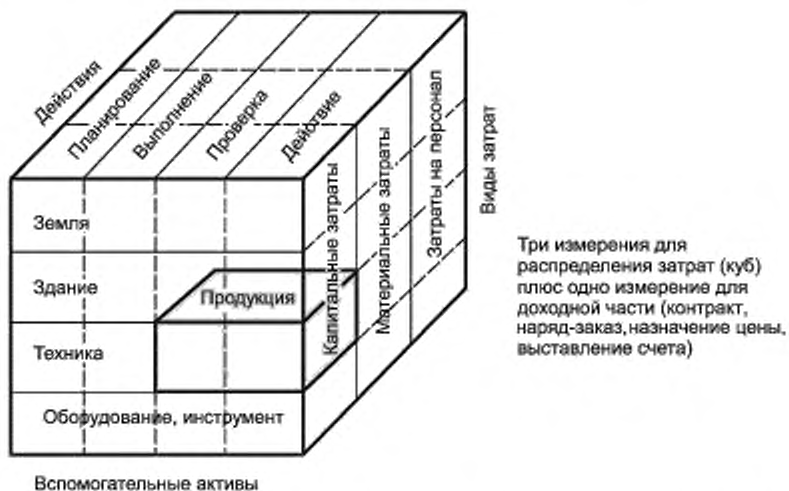 Действия
Планирование
Выполнение
Проверка
Действие
Земля
Здание
Техника
Оборудование, инструмент
Продукция
Капитальные затраты
Материальные затраты
Затраты на персонал
Виды затрат
Три измерения для
распределения затрат (куб)
плюс одно измерение для
доходной части (контракт,
наряд-заказ, назначение цены,
выставление счета)
Вспомогательные активы